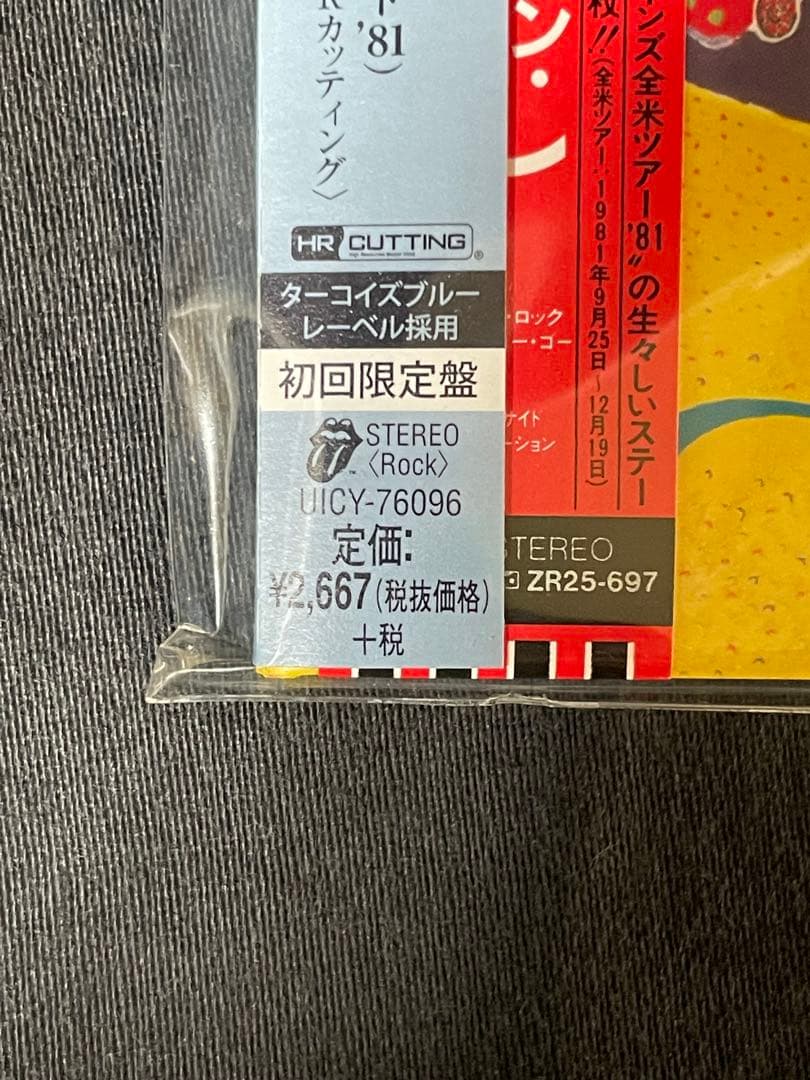 '81)
カッティング〉
HR CUTTING
ターコイズブルー
レーベル採用
初回限定盤
STEREO
〈Rock〉
UICY-76096
定価:
¥2,667(税抜価格)
+税
ン・
・ロック
ー・コー
ナイト
ーション
インズ全米ツアー'81”の生々しいステー
枚!!(全米ツアー:1981年9月25日~12月19日)
STEREO
ZR25-697